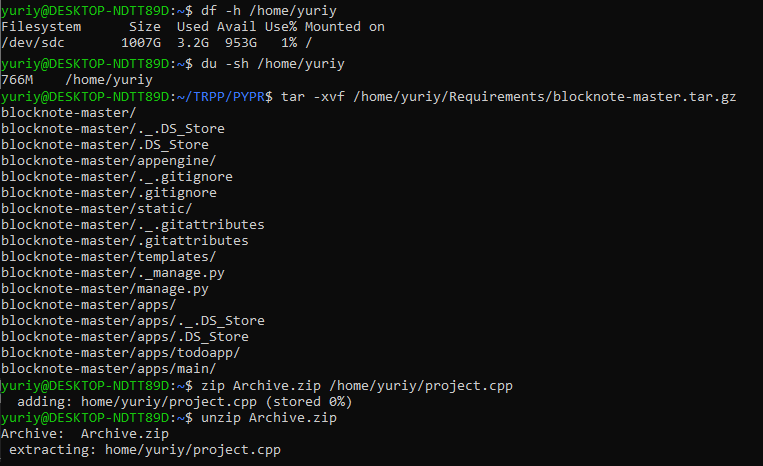 yuriy@DESKTOP-NDTT89D:~$ df -h /home/yuriy
Filesystem      Size  Used Avail Use% Mounted on
/dev/sdc       1007G  3.2G  953G   1% /
yuriy@DESKTOP-NDTT89D:~$ du -sh /home/yuriy
766M    /home/yuriy
yuriy@DESKTOP-NDTT89D:~/TRPP/PYPR$ tar -xvf /home/yuriy/Requirements/blocknote-master.tar.gz
blocknote-master/
blocknote-master/._.DS_Store
blocknote-master/.DS_Store
blocknote-master/appengine/
blocknote-master/._.gitignore
blocknote-master/.gitignore
blocknote-master/static/
blocknote-master/._.gitattributes
blocknote-master/.gitattributes
blocknote-master/templates/
blocknote-master/._manage.py
blocknote-master/manage.py
blocknote-master/apps/
blocknote-master/apps/._.DS_Store
blocknote-master/apps/.DS_Store
blocknote-master/apps/todoapp/
blocknote-master/apps/main/
yuriy@DESKTOP-NDTT89D:~$ zip Archive.zip /home/yuriy/project.cpp
  adding: home/yuriy/project.cpp (stored 0%)
yuriy@DESKTOP-NDTT89D:~$ unzip Archive.zip
Archive:  Archive.zip
 extracting: home/yuriy/project.cpp